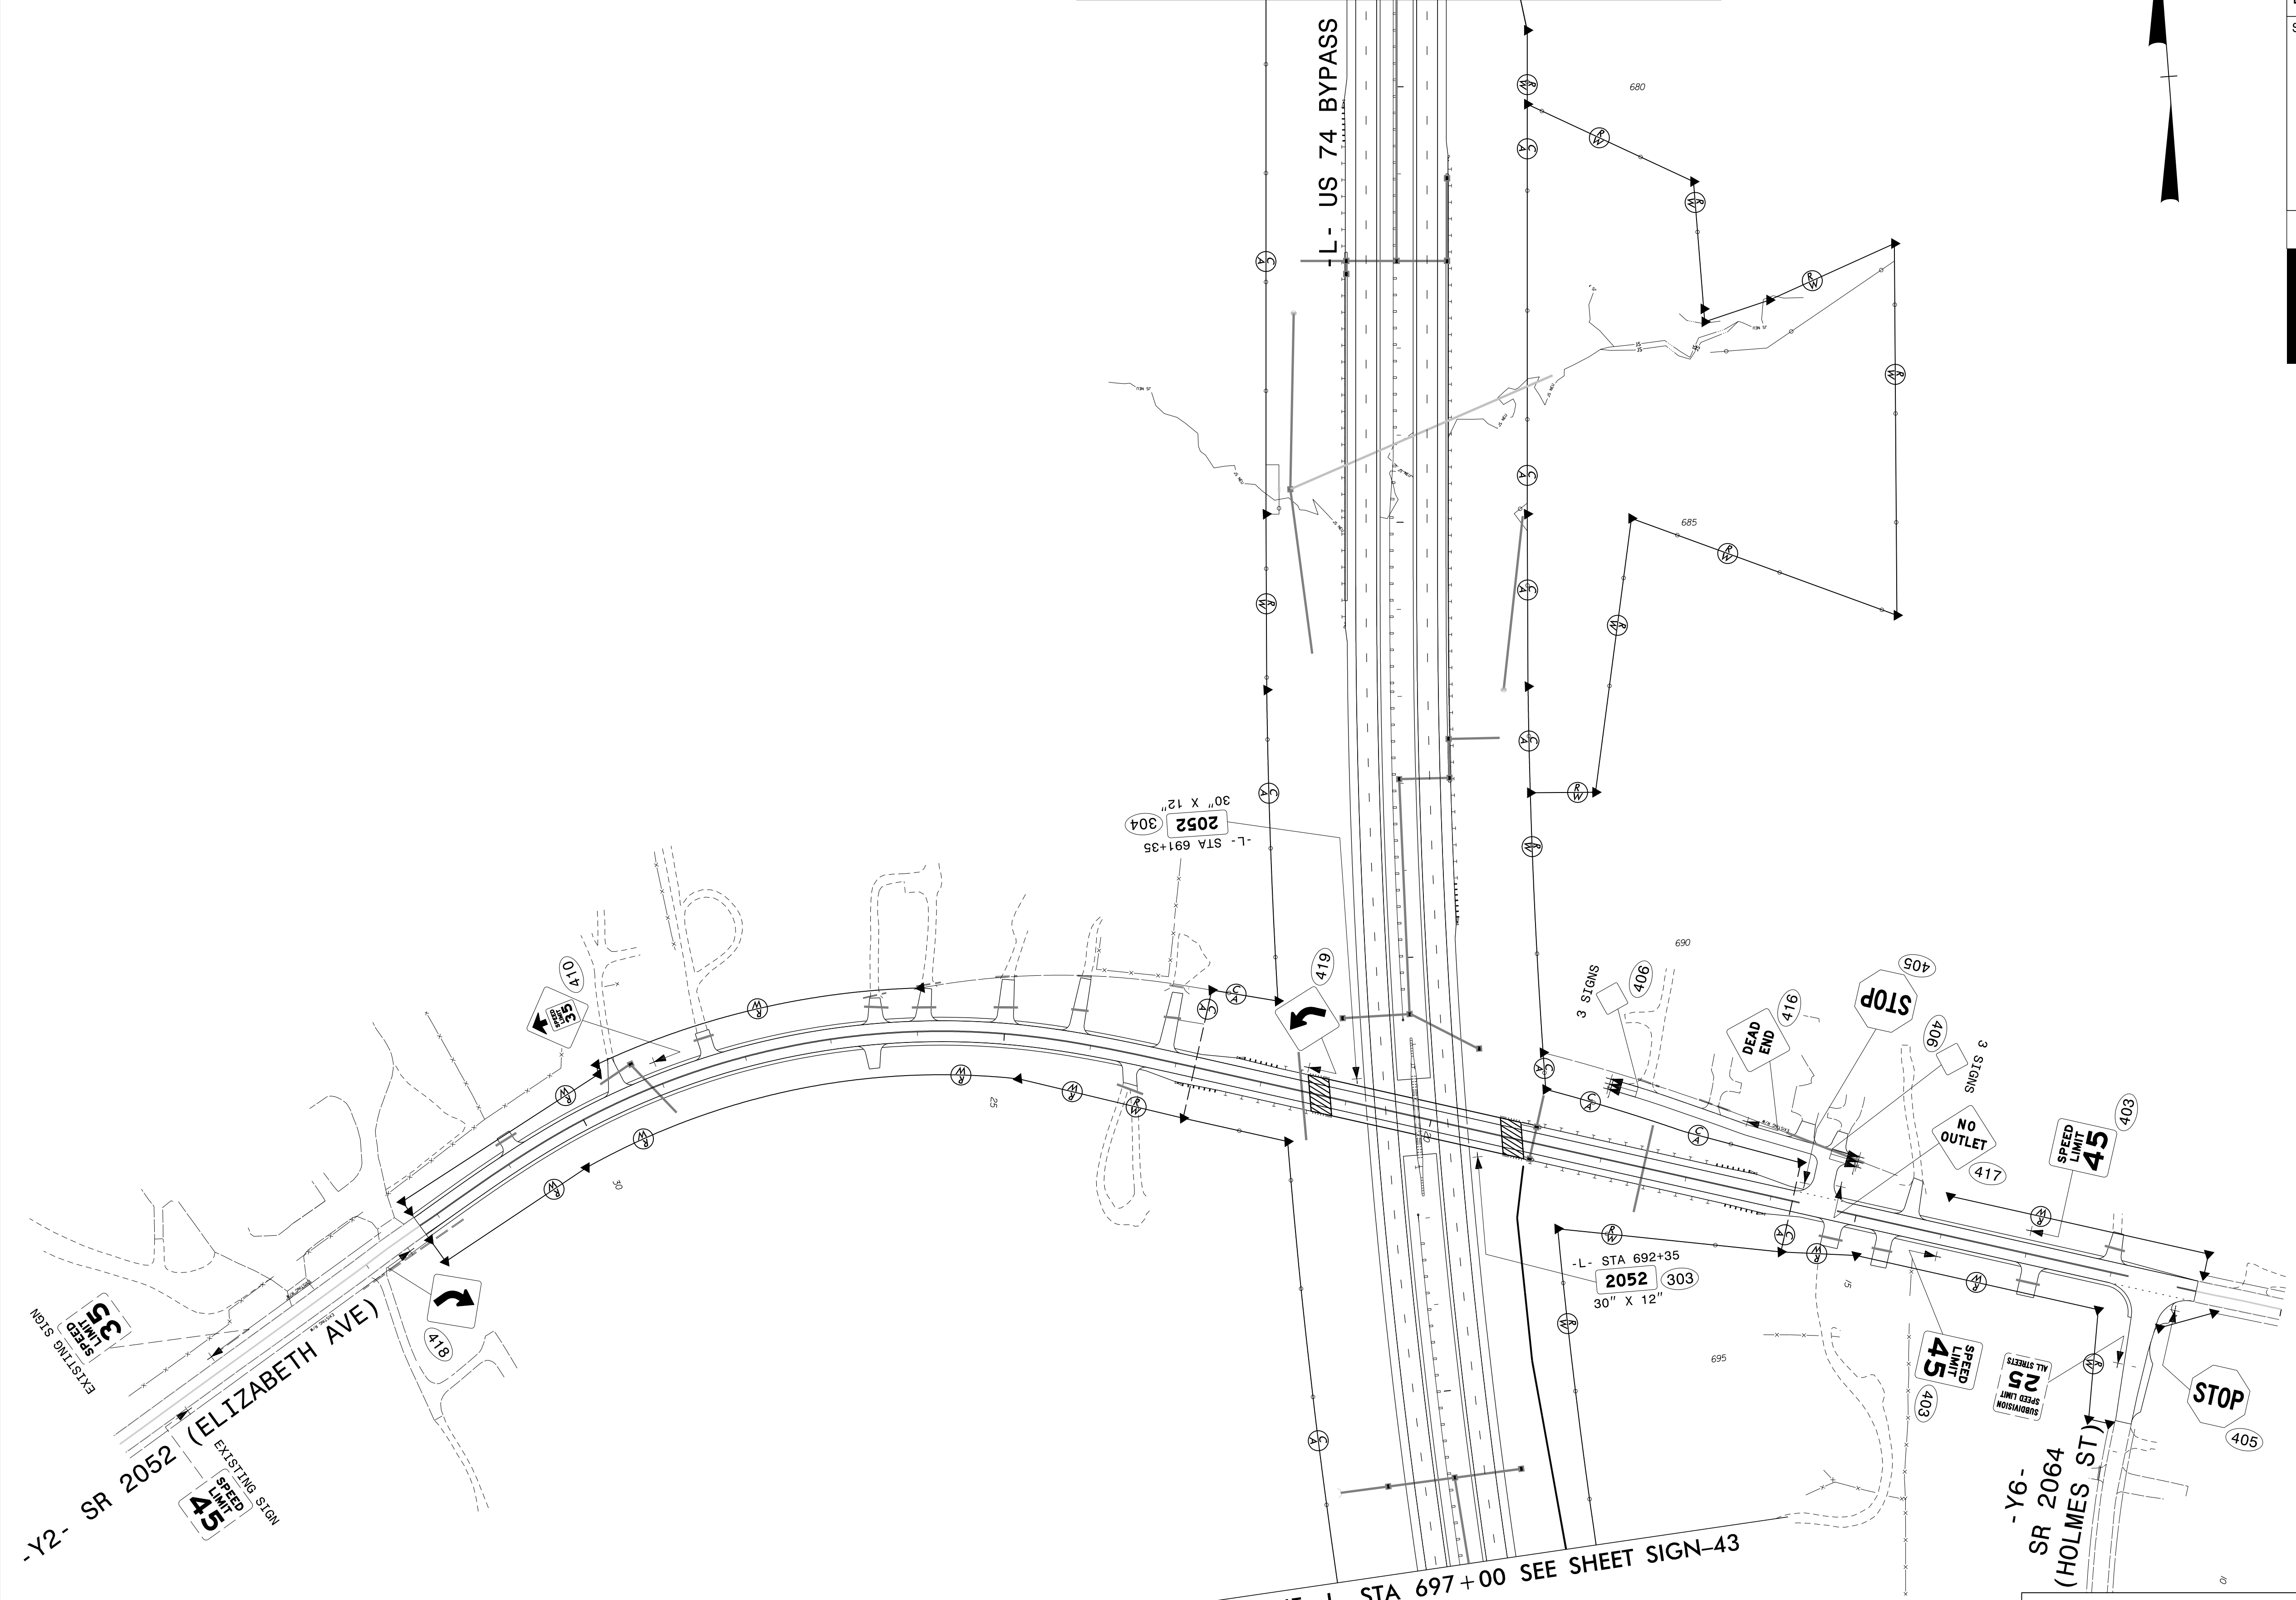 -L- US 74 BYPASS
680
685
690
695
30" X 12"
2052
304
-L- STA 691+35
419
410
SPEED
LIMIT
35
3 SIGNS
406
DEAD
END
416
STOP
405
406
3 SIGNS
NO
OUTLET
417
SPEED
LIMIT
45
403
-L- STA 692+35
2052
303
30" X 12"
SPEED
LIMIT
45
403
SUBDIVISION
SPEED LIMIT
25
ALL STREETS
STOP
405
-Y6-
SR 2064
(HOLMES ST)
30
25
20
15
10
SPEED
LIMIT
35
EXISTING SIGN
418
-Y2- SR 2052 (ELIZABETH AVE)
EXISTING SIGN
SPEED
LIMIT
45
STA 697+00 SEE SHEET SIGN-43